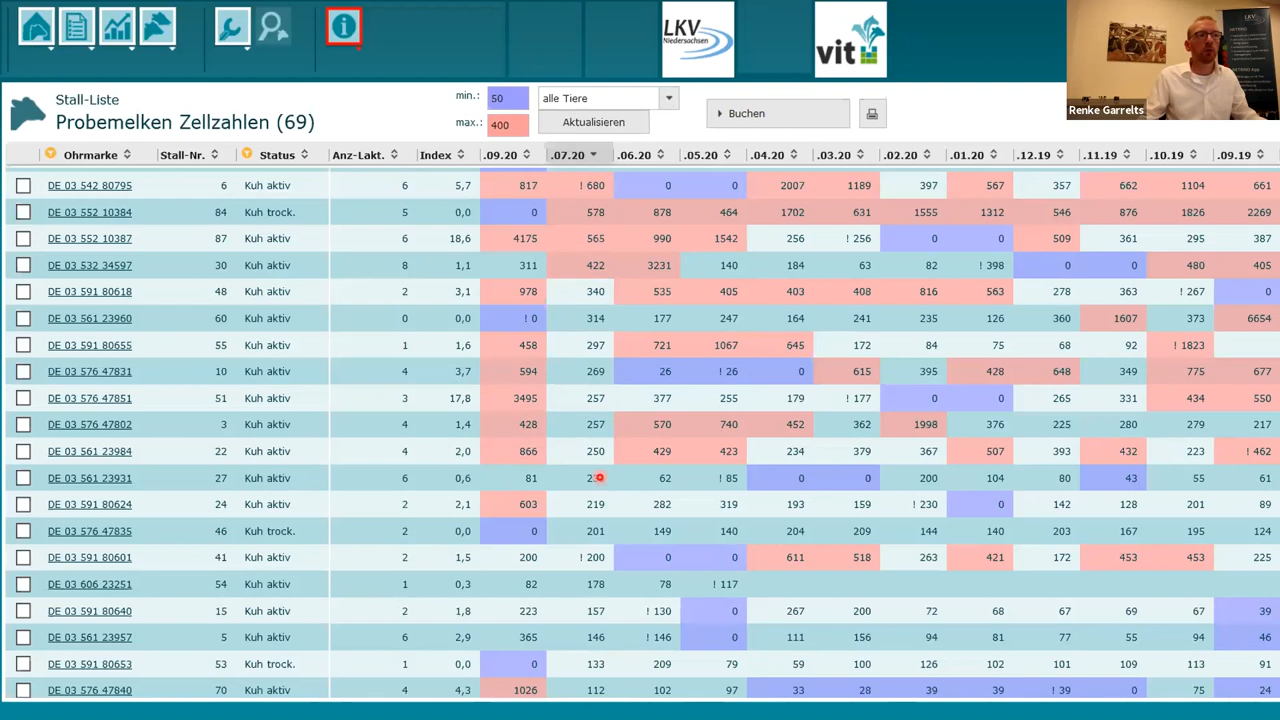 LKV
Niedersachsen
vit
LKV
Renke Garrelts
Stall-Liste
Probemelken Zellzahlen (69)
min.: 50 alle Tiere
max.: 400 Aktualisieren
Buchen
Ohrmarke Stall-Nr. Status Anz-Lakt. Index .09.20 .07.20 .06.20 .05.20 .04.20 .03.20 .02.20 .01.20 .12.19 .11.19 .10.19 .09.19
DE 03 542 80795 6 Kuh aktiv 6 5,7 817 ! 680 0 0 2007 1189 397 567 357 662 1104 661
DE 03 552 10384 84 Kuh trock. 5 0,0 0 578 878 464 1702 631 1555 1312 546 876 1826 2269
DE 03 552 10387 87 Kuh aktiv 6 18,6 4175 565 990 1542 256 ! 256 0 0 509 361 295 387
DE 03 532 34597 30 Kuh aktiv 8 1,1 311 422 3231 140 184 63 82 ! 398 0 0 480 405
DE 03 591 80618 48 Kuh aktiv 2 3,1 978 340 535 405 403 408 816 563 278 363 ! 267 0
DE 03 561 23960 60 Kuh aktiv 0 0,0 ! 0 314 177 247 164 241 235 126 360 1607 373 6654
DE 03 591 80655 55 Kuh aktiv 1 1,6 458 297 721 1067 645 172 84 75 68 92 ! 1823
DE 03 576 47831 10 Kuh aktiv 4 3,7 594 269 26 ! 26 0 615 395 428 648 349 775 677
DE 03 576 47851 51 Kuh aktiv 3 17,8 3495 257 377 255 179 ! 177 0 0 265 331 434 550
DE 03 576 47802 3 Kuh aktiv 4 1,4 428 257 570 740 452 362 1998 376 225 280 279 217
DE 03 561 23984 22 Kuh aktiv 4 2,0 866 250 429 423 234 379 367 507 393 432 223 ! 462
DE 03 561 23931 27 Kuh aktiv 6 0,6 81 62 ! 85 0 0 200 104 80 43 55 61
DE 03 591 80624 24 Kuh aktiv 2 2,1 603 219 282 319 193 159 ! 230 0 142 128 201 89
DE 03 576 47835 46 Kuh trock. 2 0,0 0 201 149 140 204 209 144 140 203 167 195 124
DE 03 591 80601 41 Kuh aktiv 2 1,5 200 ! 200 0 0 611 518 263 421 172 453 453 225
DE 03 606 23251 54 Kuh aktiv 1 0,3 82 178 78 ! 117
DE 03 591 80640 15 Kuh aktiv 2 1,8 223 157 ! 130 0 267 200 72 68 67 69 67 39
DE 03 561 23957 5 Kuh aktiv 6 2,9 365 146 ! 146 0 111 156 94 81 77 55 94 46
DE 03 591 80653 53 Kuh trock. 1 0,0 0 133 209 79 59 100 126 102 101 109 113 91
DE 03 576 47840 70 Kuh aktiv 4 4,3 1026 112 102 97 33 28 39 39 ! 39 0 75 24